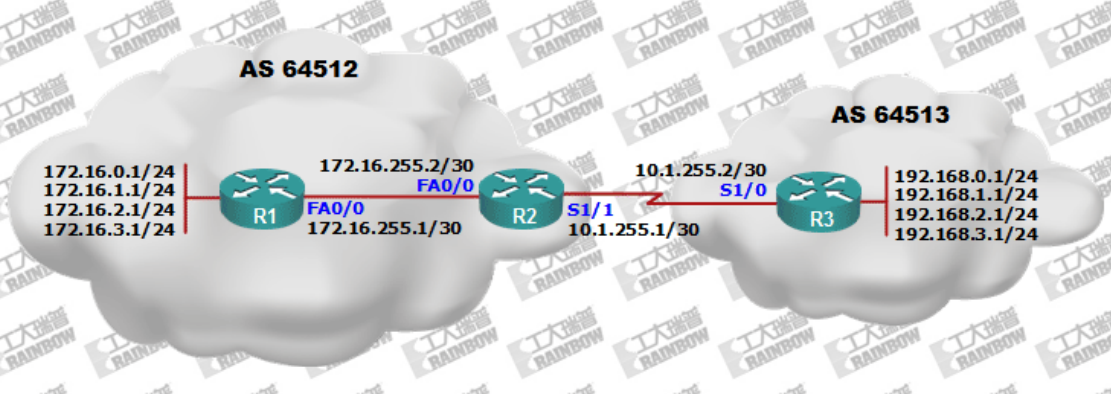 AS 64512
AS 64513
172.16.0.1/24
172.16.1.1/24
172.16.2.1/24
172.16.3.1/24
R1
FA0/0
172.16.255.1/30
172.16.255.2/30
FA0/0
R2
S1/1
10.1.255.1/30
10.1.255.2/30
S1/0
R3
192.168.0.1/24
192.168.1.1/24
192.168.2.1/24
192.168.3.1/24
工大瑞普
RAINBOW